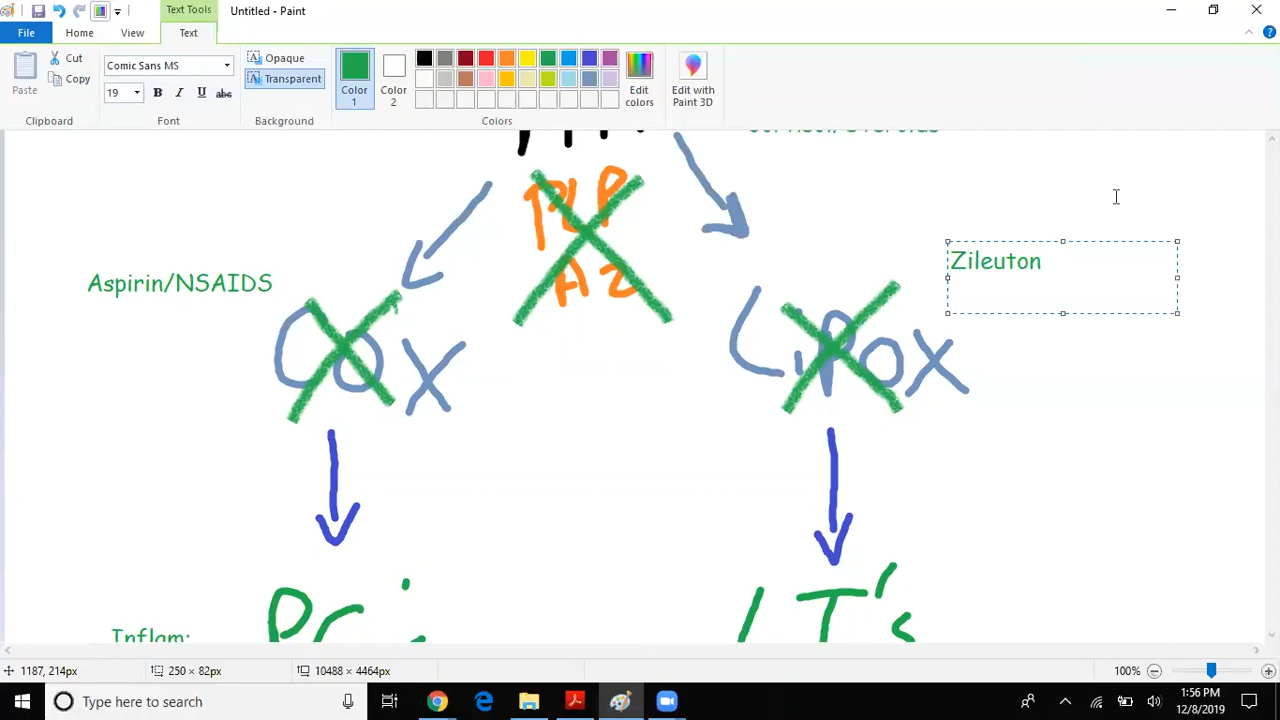 Text Tools
Untitled - Paint
File
Home
View
Text
Paste
Cut
Copy
Clipboard
Comic Sans MS
19
B I U abc
Font
Opaque
Transparent
Background
Color 1
Color 2
Edit colors
Colors
Edit with Paint 3D
PLP
A2
Aspirin/NSAIDS
Zileuton
COX
LiPOX
LT's
Inflam:
1187, 214px
250 × 82px
10488 × 4464px
100%
Type here to search
1:56 PM
12/8/2019